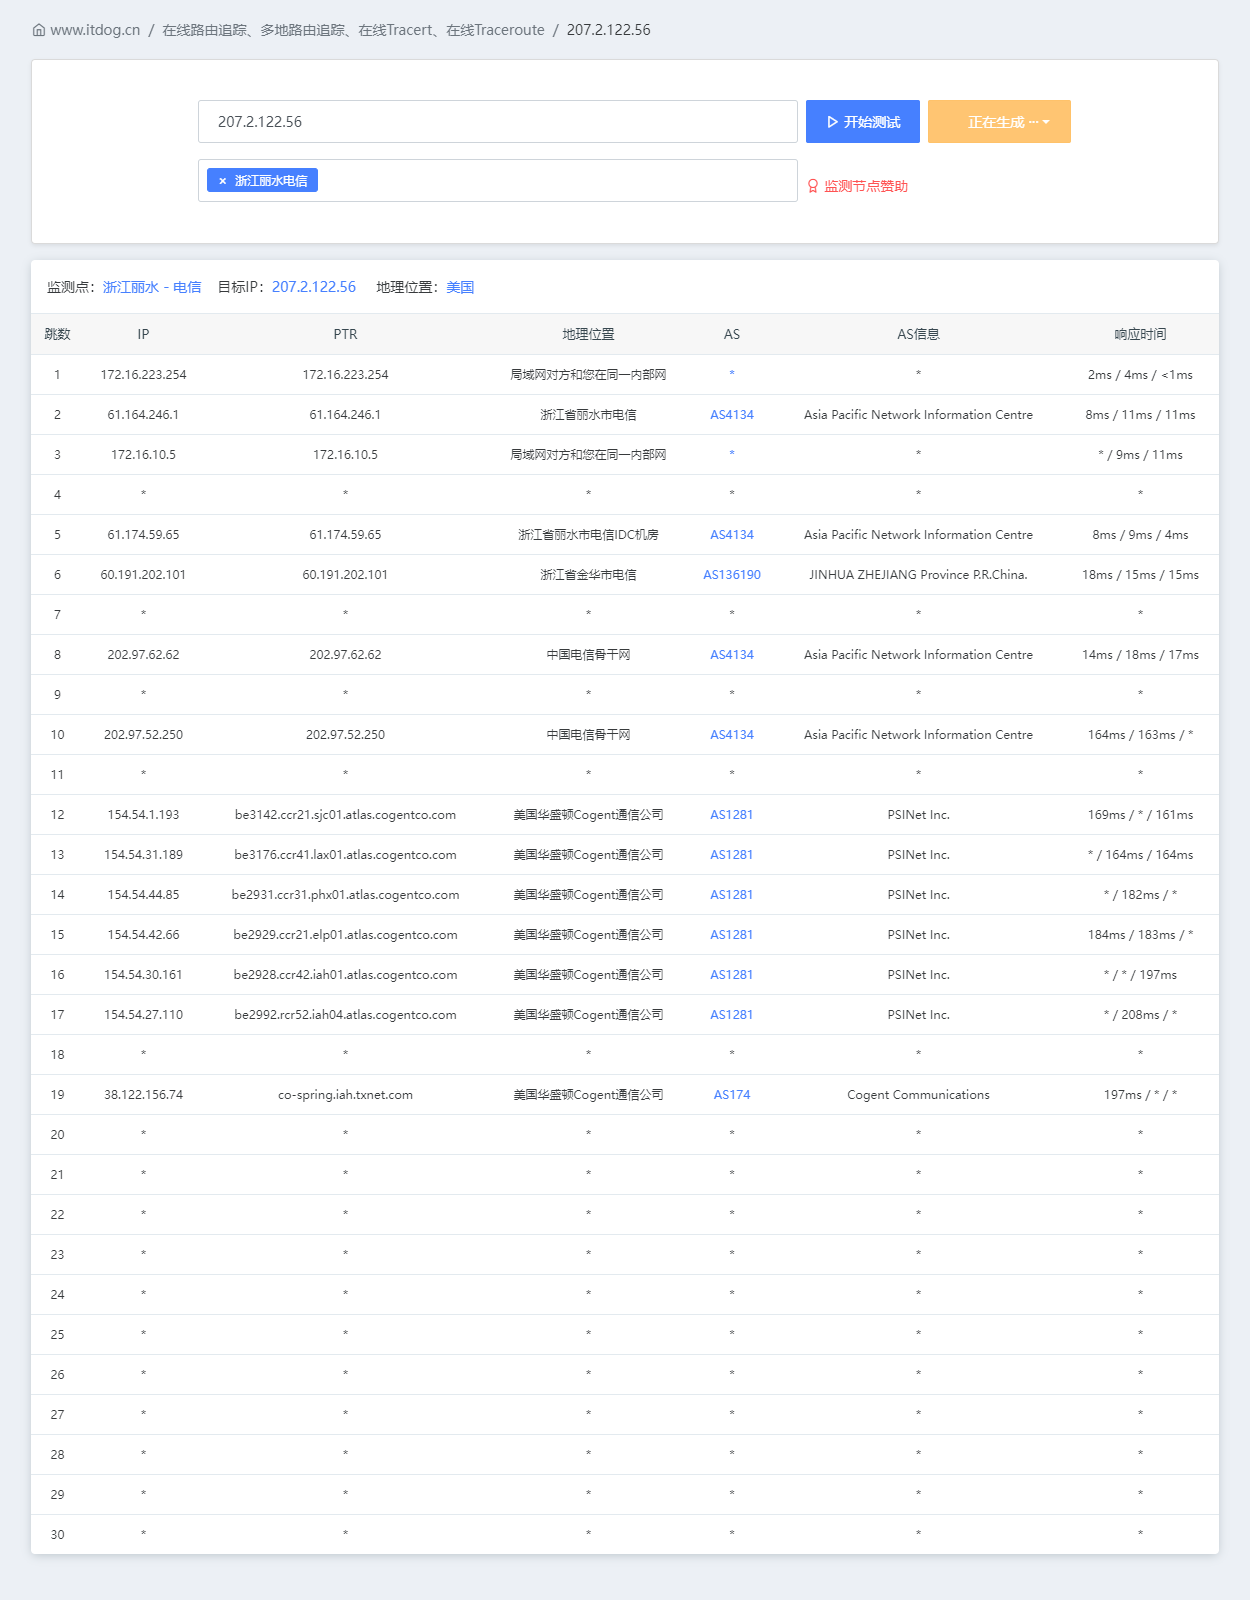 www.itdog.cn / 在线路由追踪、多地路由追踪、在线Tracert、在线Traceroute / 207.2.122.56
207.2.122.56 开始测试 正在生成 ···
× 浙江丽水电信 监测节点赞助
监测点：浙江丽水 - 电信 目标IP：207.2.122.56 地理位置：美国
跳数 IP PTR 地理位置 AS AS信息 响应时间
1 172.16.223.254 172.16.223.254 局域网对方和您在同一内部网 * * 2ms / 4ms / <1ms
2 61.164.246.1 61.164.246.1 浙江省丽水市电信 AS4134 Asia Pacific Network Information Centre 8ms / 11ms / 11ms
3 172.16.10.5 172.16.10.5 局域网对方和您在同一内部网 * * * / 9ms / 11ms
4 * * * * * *
5 61.174.59.65 61.174.59.65 浙江省丽水市电信IDC机房 AS4134 Asia Pacific Network Information Centre 8ms / 9ms / 4ms
6 60.191.202.101 60.191.202.101 浙江省金华市电信 AS136190 JINHUA ZHEJIANG Province P.R.China. 18ms / 15ms / 15ms
7 * * * * * *
8 202.97.62.62 202.97.62.62 中国电信骨干网 AS4134 Asia Pacific Network Information Centre 14ms / 18ms / 17ms
9 * * * * * *
10 202.97.52.250 202.97.52.250 中国电信骨干网 AS4134 Asia Pacific Network Information Centre 164ms / 163ms / *
11 * * * * * *
12 154.54.1.193 be3142.ccr21.sjc01.atlas.cogentco.com 美国华盛顿Cogent通信公司 AS1281 PSINet Inc. 169ms / * / 161ms
13 154.54.31.189 be3176.ccr41.lax01.atlas.cogentco.com 美国华盛顿Cogent通信公司 AS1281 PSINet Inc. * / 164ms / 164ms
14 154.54.44.85 be2931.ccr31.phx01.atlas.cogentco.com 美国华盛顿Cogent通信公司 AS1281 PSINet Inc. * / 182ms / *
15 154.54.42.66 be2929.ccr21.elp01.atlas.cogentco.com 美国华盛顿Cogent通信公司 AS1281 PSINet Inc. 184ms / 183ms / *
16 154.54.30.161 be2928.ccr42.iah01.atlas.cogentco.com 美国华盛顿Cogent通信公司 AS1281 PSINet Inc. * / * / 197ms
17 154.54.27.110 be2992.rcr52.iah04.atlas.cogentco.com 美国华盛顿Cogent通信公司 AS1281 PSINet Inc. * / 208ms / *
18 * * * * * *
19 38.122.156.74 co-spring.iah.txnet.com 美国华盛顿Cogent通信公司 AS174 Cogent Communications 197ms / * / *
20 * * * * * *
21 * * * * * *
22 * * * * * *
23 * * * * * *
24 * * * * * *
25 * * * * * *
26 * * * * * *
27 * * * * * *
28 * * * * * *
29 * * * * * *
30 * * * * * *